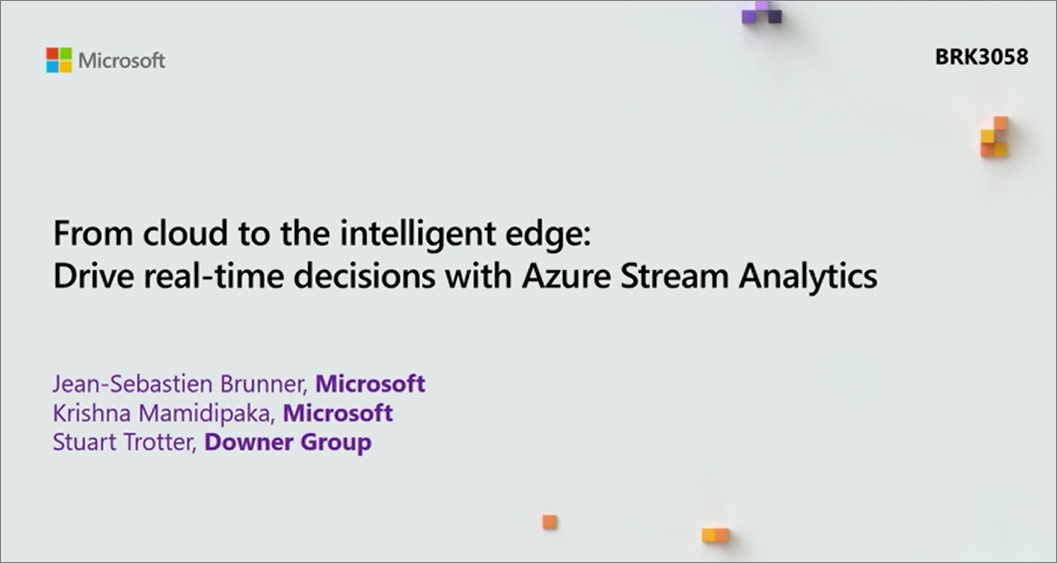 Microsoft
BRK3058
From cloud to the intelligent edge:
Drive real-time decisions with Azure Stream Analytics
Jean-Sebastien Brunner, Microsoft
Krishna Mamidipaka, Microsoft
Stuart Trotter, Downer Group